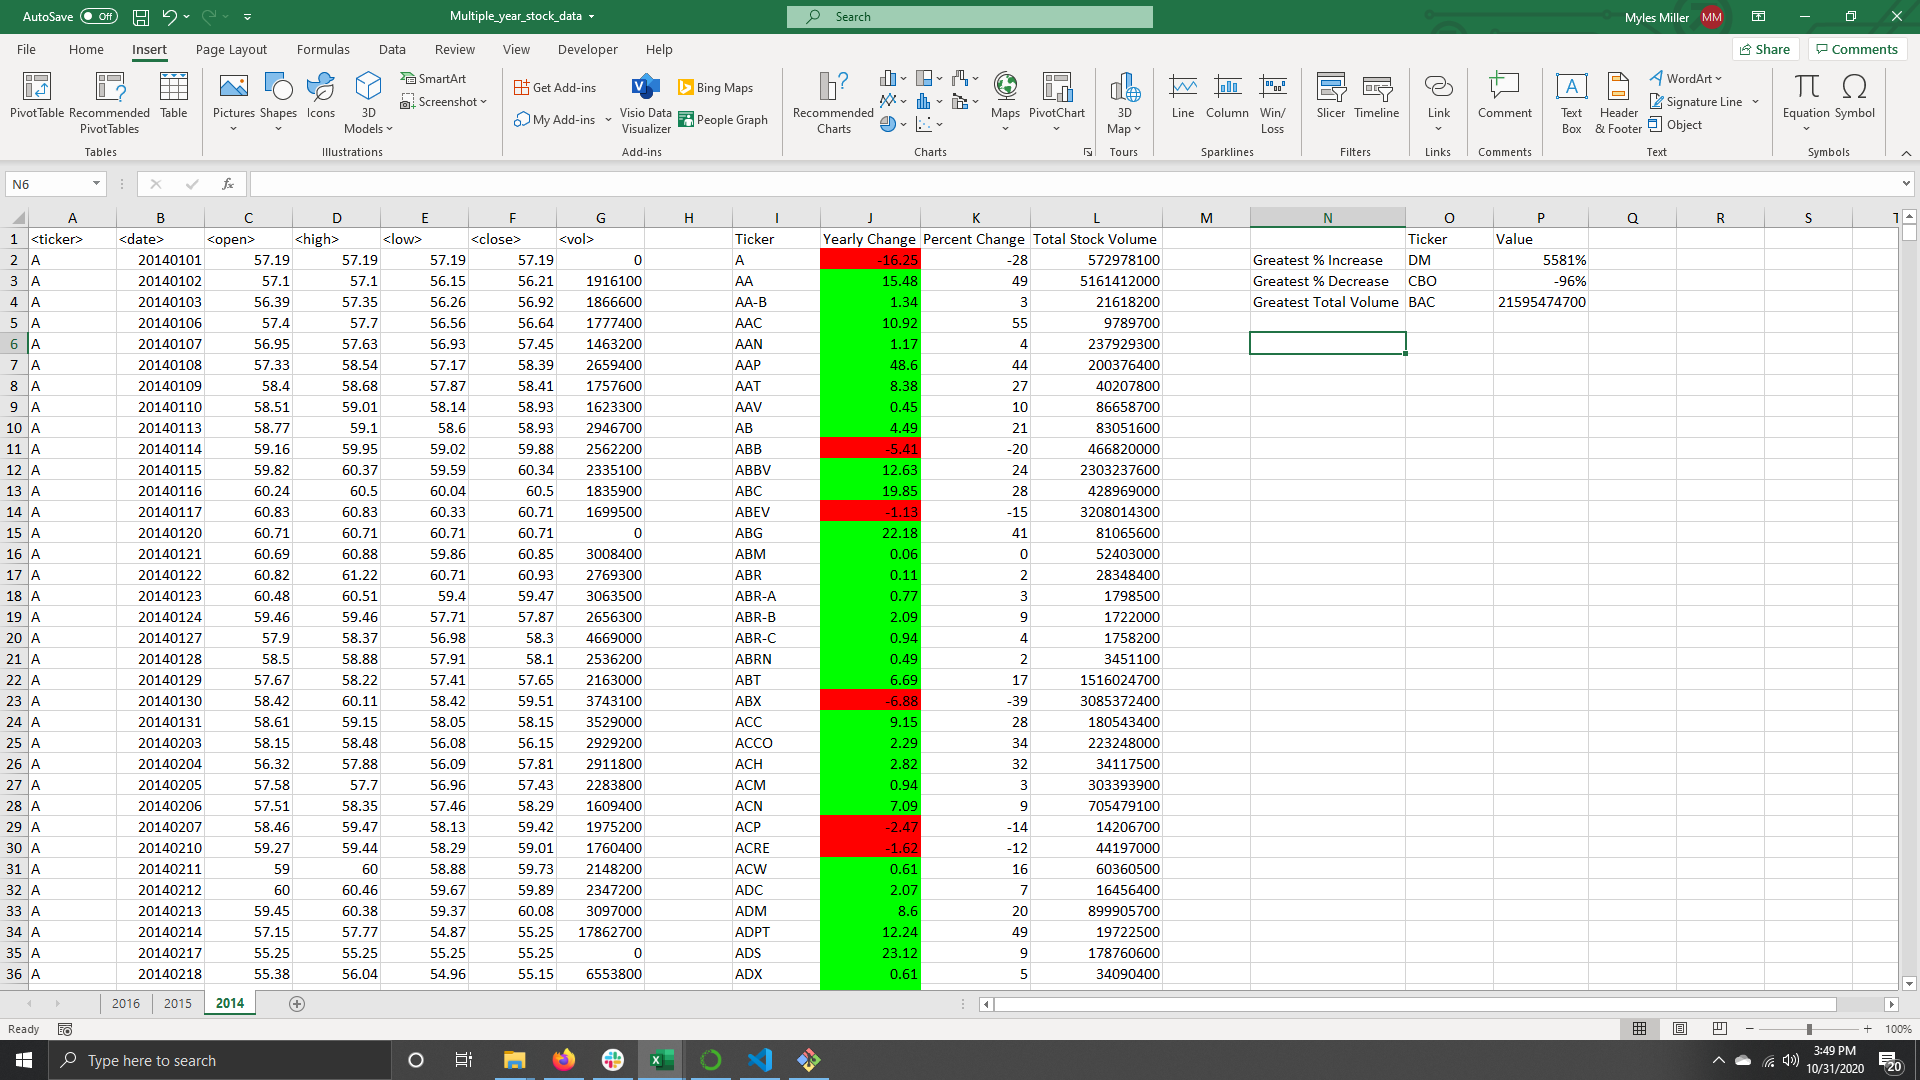 AutoSave Off Multiple_year_stock_data Search Myles Miller MM
File Home Insert Page Layout Formulas Data Review View Developer Help Share Comments
PivotTable Recommended PivotTables Table
Tables
Pictures Shapes Icons 3D Models SmartArt Screenshot
Illustrations
Get Add-ins My Add-ins Visio Data Visualizer Bing Maps People Graph
Add-ins
Recommended Charts Maps PivotChart
Charts
3D Map
Tours
Line Column Win/Loss
Sparklines
Slicer Timeline
Filters
Link
Links
Comment
Comments
Text Box Header & Footer WordArt Signature Line Object
Text
Equation Symbol
Symbols
N6 fx
A B C D E F G H I J K L M N O P Q R S T
1 <ticker> <date> <open> <high> <low> <close> <vol> Ticker Yearly Change Percent Change Total Stock Volume Ticker Value
2 A 20140101 57.19 57.19 57.19 57.19 0 A -16.25 -28 572978100 Greatest % Increase DM 5581%
3 A 20140102 57.1 57.1 56.15 56.21 1916100 AA 15.48 49 5161412000 Greatest % Decrease CBO -96%
4 A 20140103 56.39 57.35 56.26 56.92 1866600 AA-B 1.34 3 21618200 Greatest Total Volume BAC 21595474700
5 A 20140106 57.4 57.7 56.56 56.64 1777400 AAC 10.92 55 9789700
6 A 20140107 56.95 57.63 56.93 57.45 1463200 AAN 1.17 4 237929300
7 A 20140108 57.33 58.54 57.17 58.39 2659400 AAP 48.6 44 200376400
8 A 20140109 58.4 58.68 57.87 58.41 1757600 AAT 8.38 27 40207800
9 A 20140110 58.51 59.01 58.14 58.93 1623300 AAV 0.45 10 86658700
10 A 20140113 58.77 59.1 58.6 58.93 2946700 AB 4.49 21 83051600
11 A 20140114 59.16 59.95 59.02 59.88 2562200 ABB -5.41 -20 466820000
12 A 20140115 59.82 60.37 59.59 60.34 2335100 ABBV 12.63 24 2303237600
13 A 20140116 60.24 60.5 60.04 60.5 1835900 ABC 19.85 28 428969000
14 A 20140117 60.83 60.83 60.33 60.71 1699500 ABEV -1.13 -15 3208014300
15 A 20140120 60.71 60.71 60.71 60.71 0 ABG 22.18 41 81065600
16 A 20140121 60.69 60.88 59.86 60.85 3008400 ABM 0.06 0 52403000
17 A 20140122 60.82 61.22 60.71 60.93 2769300 ABR 0.11 2 28348400
18 A 20140123 60.48 60.51 59.4 59.47 3063500 ABR-A 0.77 3 1798500
19 A 20140124 59.46 59.46 57.71 57.87 2656300 ABR-B 2.09 9 1722000
20 A 20140127 57.9 58.37 56.98 58.3 4669000 ABR-C 0.94 4 1758200
21 A 20140128 58.5 58.88 57.91 58.1 2536200 ABRN 0.49 2 3451100
22 A 20140129 57.67 58.22 57.41 57.65 2163000 ABT 6.69 17 1516024700
23 A 20140130 58.42 60.11 58.42 59.51 3743100 ABX -6.88 -39 3085372400
24 A 20140131 58.61 59.15 58.05 58.15 3529000 ACC 9.15 28 180543400
25 A 20140203 58.15 58.48 56.08 56.15 2929200 ACCO 2.29 34 223248000
26 A 20140204 56.32 57.88 56.09 57.81 2911800 ACH 2.82 32 34117500
27 A 20140205 57.58 57.7 56.96 57.43 2283800 ACM 0.94 3 303393900
28 A 20140206 57.51 58.35 57.46 58.29 1609400 ACN 7.09 9 705479100
29 A 20140207 58.46 59.47 58.13 59.42 1975200 ACP -2.47 -14 14206700
30 A 20140210 59.27 59.44 58.29 59.01 1760400 ACRE -1.62 -12 44197000
31 A 20140211 59 60 58.88 59.73 2148200 ACW 0.61 16 60360500
32 A 20140212 60 60.46 59.67 59.89 2347200 ADC 2.07 7 16456400
33 A 20140213 59.45 60.38 59.37 60.08 3097000 ADM 8.6 20 899905700
34 A 20140214 57.15 57.77 54.87 55.25 17862700 ADPT 12.24 49 19722500
35 A 20140217 55.25 55.25 55.25 55.25 0 ADS 23.12 9 178760600
36 A 20140218 55.38 56.04 54.96 55.15 6553800 ADX 0.61 5 34090400
2016 2015 2014
Ready 100%
Type here to search 3:49 PM
10/31/2020 20